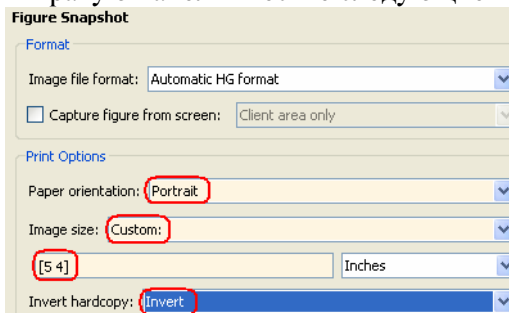 Figure Snapshot
Format
Image file format: Automatic HG format
Capture figure from screen: Client area only
Print Options
Paper orientation: Portrait
Image size: Custom:
[5 4] Inches
Invert hardcopy: Invert